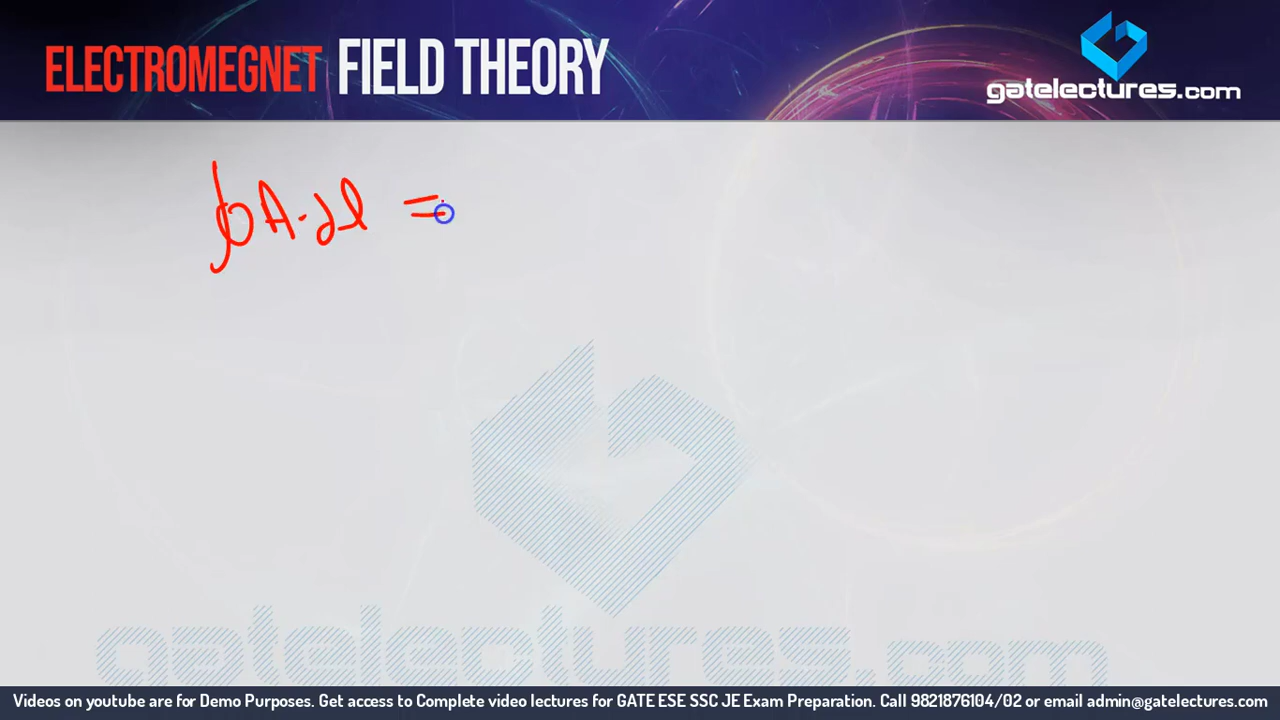 ELECTROMEGNET FIELD THEORY
gatelectures.com
∮A·dl =
gatelectures.com
Videos on youtube are for Demo Purposes. Get access to Complete video lectures for GATE ESE SSC JE Exam Preparation. Call 9821876104/02 or email admin@gatelectures.com